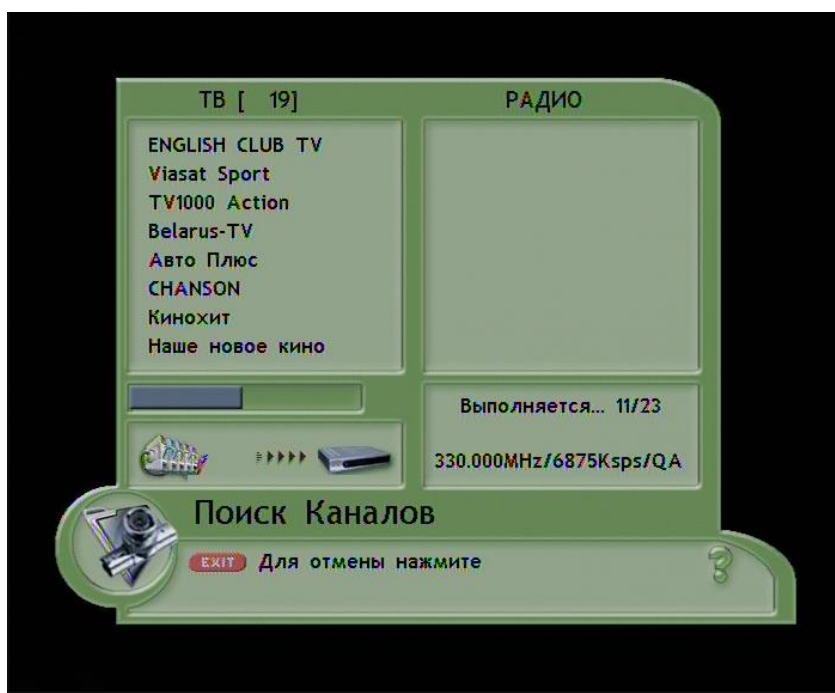 ТВ [ 19]
РАДИО
ENGLISH CLUB TV
Viasat Sport
TV1000 Action
Belarus-TV
Авто Плюс
CHANSON
Кинохит
Наше новое кино
Выполняется... 11/23
330.000MHz/6875Ksps/QA
Поиск Каналов
EXIT Для отмены нажмите
?